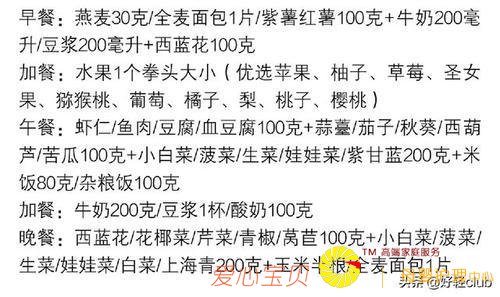 早餐：燕麦30克/全麦面包1片/紫薯红薯100克+牛奶200毫
升/豆浆200毫升+西蓝花100克
加餐：水果1个拳头大小（优选苹果、柚子、草莓、圣女
果、猕猴桃、葡萄、橘子、梨、桃子、樱桃）
午餐：虾仁/鱼肉/豆腐/血豆腐100克+蒜薹/茄子/秋葵/西葫
芦/苦瓜100克+小白菜/菠菜/生菜/娃娃菜/紫甘蓝200克+米
饭80克/杂粮饭100克
加餐：牛奶200克/豆浆1杯/酸奶100克
晚餐：西蓝花/花椰菜/芹菜/青椒/莴苣100克+小白菜/菠菜/
生菜/娃娃菜/白菜/上海青200克+玉米半根/全麦面包1片
TM 高端家庭服务
爱心宝贝
头条 @好轻club